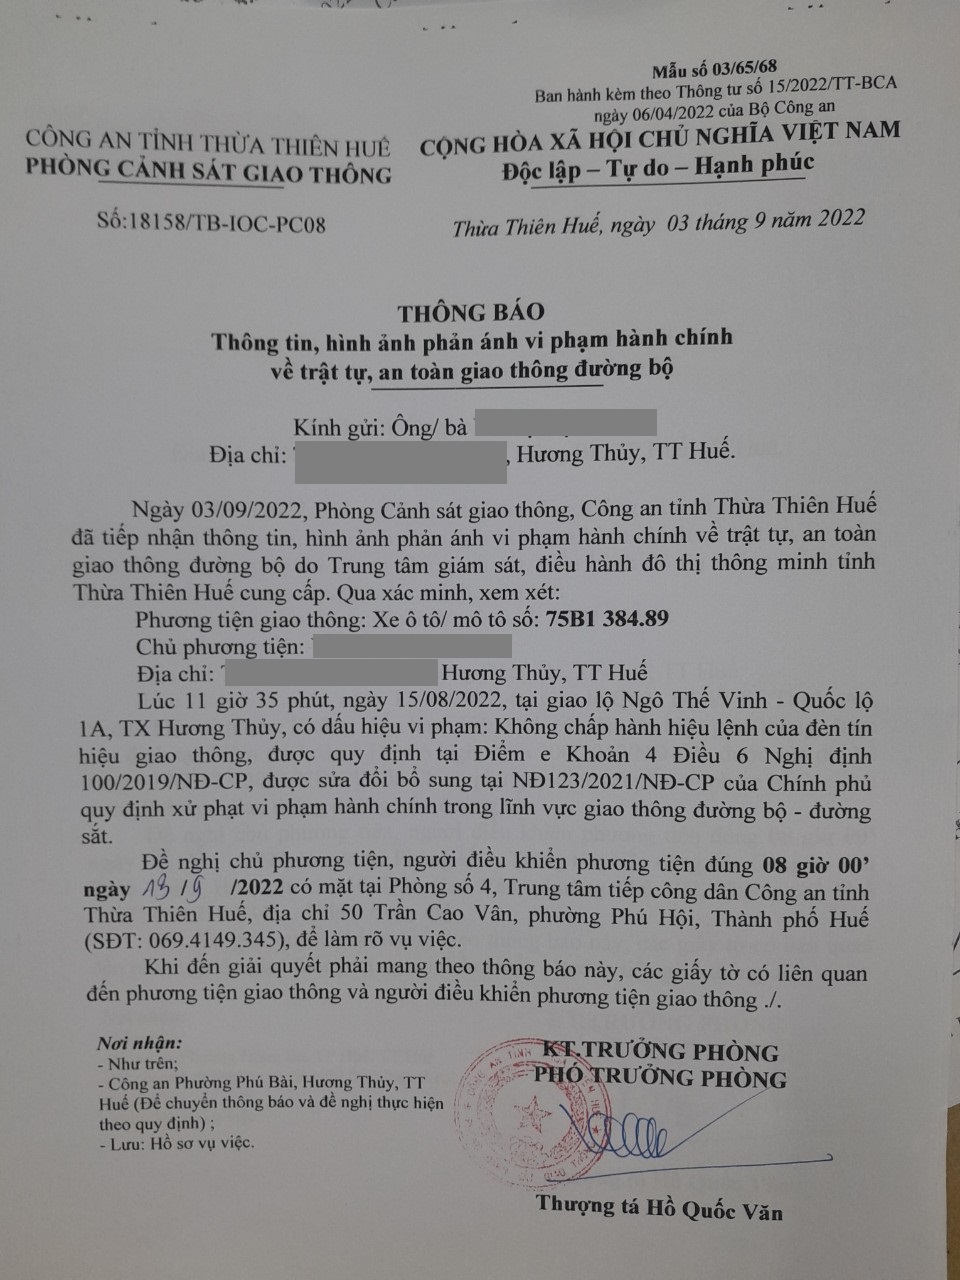 Mẫu số 03/65/68
Ban hành kèm theo Thông tư số 15/2022/TT-BCA
ngày 06/04/2022 của Bộ Công an
CÔNG AN TỈNH THỪA THIÊN HUẾ
PHÒNG CẢNH SÁT GIAO THÔNG
CỘNG HÒA XÃ HỘI CHỦ NGHĨA VIỆT NAM
Độc lập – Tự do – Hạnh phúc
Số:18158/TB-IOC-PC08
Thừa Thiên Huế, ngày 03 tháng 9 năm 2022
THÔNG BÁO
Thông tin, hình ảnh phản ánh vi phạm hành chính
về trật tự, an toàn giao thông đường bộ
Kính gửi: Ông/ bà
Địa chỉ: , Hương Thủy, TT Huế.
Ngày 03/09/2022, Phòng Cảnh sát giao thông, Công an tỉnh Thừa Thiên Huế
đã tiếp nhận thông tin, hình ảnh phản ánh vi phạm hành chính về trật tự, an toàn
giao thông đường bộ do Trung tâm giám sát, điều hành đô thị thông minh tỉnh
Thừa Thiên Huế cung cấp. Qua xác minh, xem xét:
Phương tiện giao thông: Xe ô tô/ mô tô số: 75B1 384.89
Chủ phương tiện:
Địa chỉ: Hương Thủy, TT Huế
Lúc 11 giờ 35 phút, ngày 15/08/2022, tại giao lộ Ngô Thế Vinh - Quốc lộ
1A, TX Hương Thủy, có dấu hiệu vi phạm: Không chấp hành hiệu lệnh của đèn tín
hiệu giao thông, được quy định tại Điểm e Khoản 4 Điều 6 Nghị định
100/2019/NĐ-CP, được sửa đổi bổ sung tại NĐ123/2021/NĐ-CP của Chính phủ
quy định xử phạt vi phạm hành chính trong lĩnh vực giao thông đường bộ - đường
sắt.
Đề nghị chủ phương tiện, người điều khiển phương tiện đúng 08 giờ 00’
ngày 13/9 /2022 có mặt tại Phòng số 4, Trung tâm tiếp công dân Công an tỉnh
Thừa Thiên Huế, địa chỉ 50 Trần Cao Vân, phường Phú Hội, Thành phố Huế
(SĐT: 069.4149.345), để làm rõ vụ việc.
Khi đến giải quyết phải mang theo thông báo này, các giấy tờ có liên quan
đến phương tiện giao thông và người điều khiển phương tiện giao thông ./.
Nơi nhận:
- Như trên;
- Công an Phường Phú Bài, Hương Thủy, TT
Huế (Để chuyển thông báo và đề nghị thực hiện
theo quy định) ;
- Lưu: Hồ sơ vụ việc.
KT.TRƯỞNG PHÒNG
PHÓ TRƯỞNG PHÒNG
Thượng tá Hồ Quốc Văn